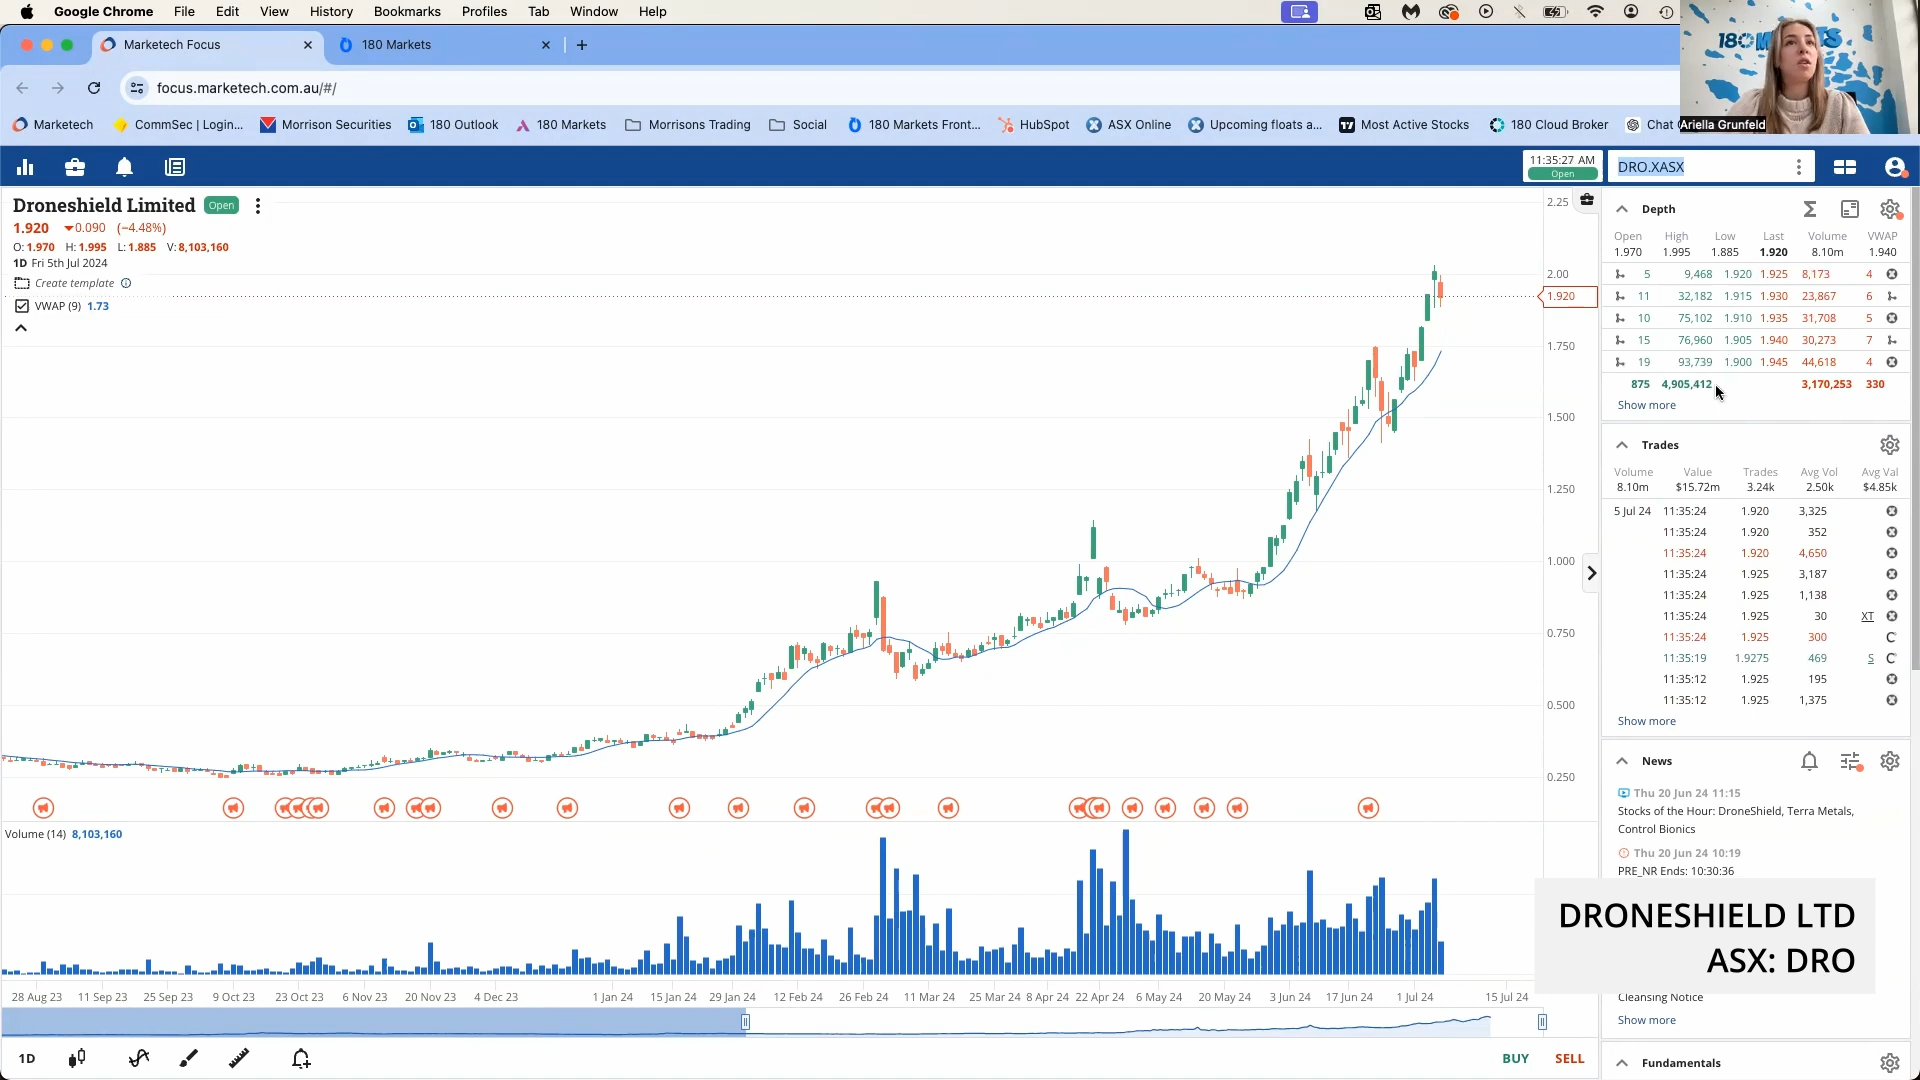 Google Chrome File Edit View History Bookmarks Profiles Tab Window Help
Marketech Focus
180 Markets
focus.marketech.com.au/#/
Marketech CommSec | Login... Morrison Securities 180 Outlook 180 Markets Morrisons Trading Social 180 Markets Front... HubSpot ASX Online Upcoming floats a... Most Active Stocks 180 Cloud Broker Chat
Ariella Grunfeld
11:35:27 AM
Open
DRO.XASX
Droneshield Limited Open
1.920 0.090 (−4.48%)
O: 1.970 H: 1.995 L: 1.885 V: 8,103,160
1D Fri 5th Jul 2024
Create template
VWAP (9) 1.73
2.25
2.00
1.920
1.750
1.500
1.250
1.000
0.750
0.500
0.250
Volume (14) 8,103,160
28 Aug 23 11 Sep 23 25 Sep 23 9 Oct 23 23 Oct 23 6 Nov 23 20 Nov 23 4 Dec 23 1 Jan 24 15 Jan 24 29 Jan 24 12 Feb 24 26 Feb 24 11 Mar 24 25 Mar 24 8 Apr 24 22 Apr 24 6 May 24 20 May 24 3 Jun 24 17 Jun 24 1 Jul 24 15 Jul 24
1D
BUY SELL
Depth
Open High Low Last Volume VWAP
1.970 1.995 1.885 1.920 8.10m 1.940
5 9,468 1.920 1.925 8,173 4
11 32,182 1.915 1.930 23,867 6
10 75,102 1.910 1.935 31,708 5
15 76,960 1.905 1.940 30,273 7
19 93,739 1.900 1.945 44,618 4
875 4,905,412 3,170,253 330
Show more
Trades
Volume Value Trades Avg Vol Avg Val
8.10m $15.72m 3.24k 2.50k $4.85k
5 Jul 24 11:35:24 1.920 3,325
11:35:24 1.920 352
11:35:24 1.920 4,650
11:35:24 1.925 3,187
11:35:24 1.925 1,138
11:35:24 1.925 30 XT
11:35:24 1.925 300 C
11:35:19 1.9275 469 S C
11:35:12 1.925 195
11:35:12 1.925 1,375
Show more
News
Thu 20 Jun 24 11:15
Stocks of the Hour: DroneShield, Terra Metals,
Control Bionics
Thu 20 Jun 24 10:19
PRE_NR Ends: 10:30:36
DRONESHIELD LTD
ASX: DRO
Cleansing Notice
Show more
Fundamentals